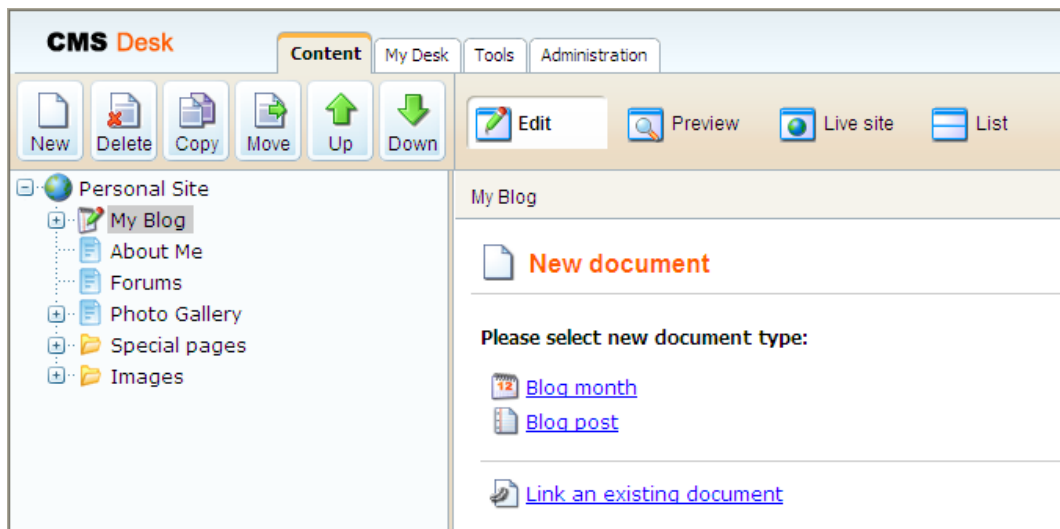 CMS Desk
Content My Desk Tools Administration
New Delete Copy Move Up Down Edit Preview Live site List
Personal Site
My Blog
About Me
Forums
Photo Gallery
Special pages
Images
My Blog
New document
Please select new document type:
12 Blog month
Blog post
Link an existing document